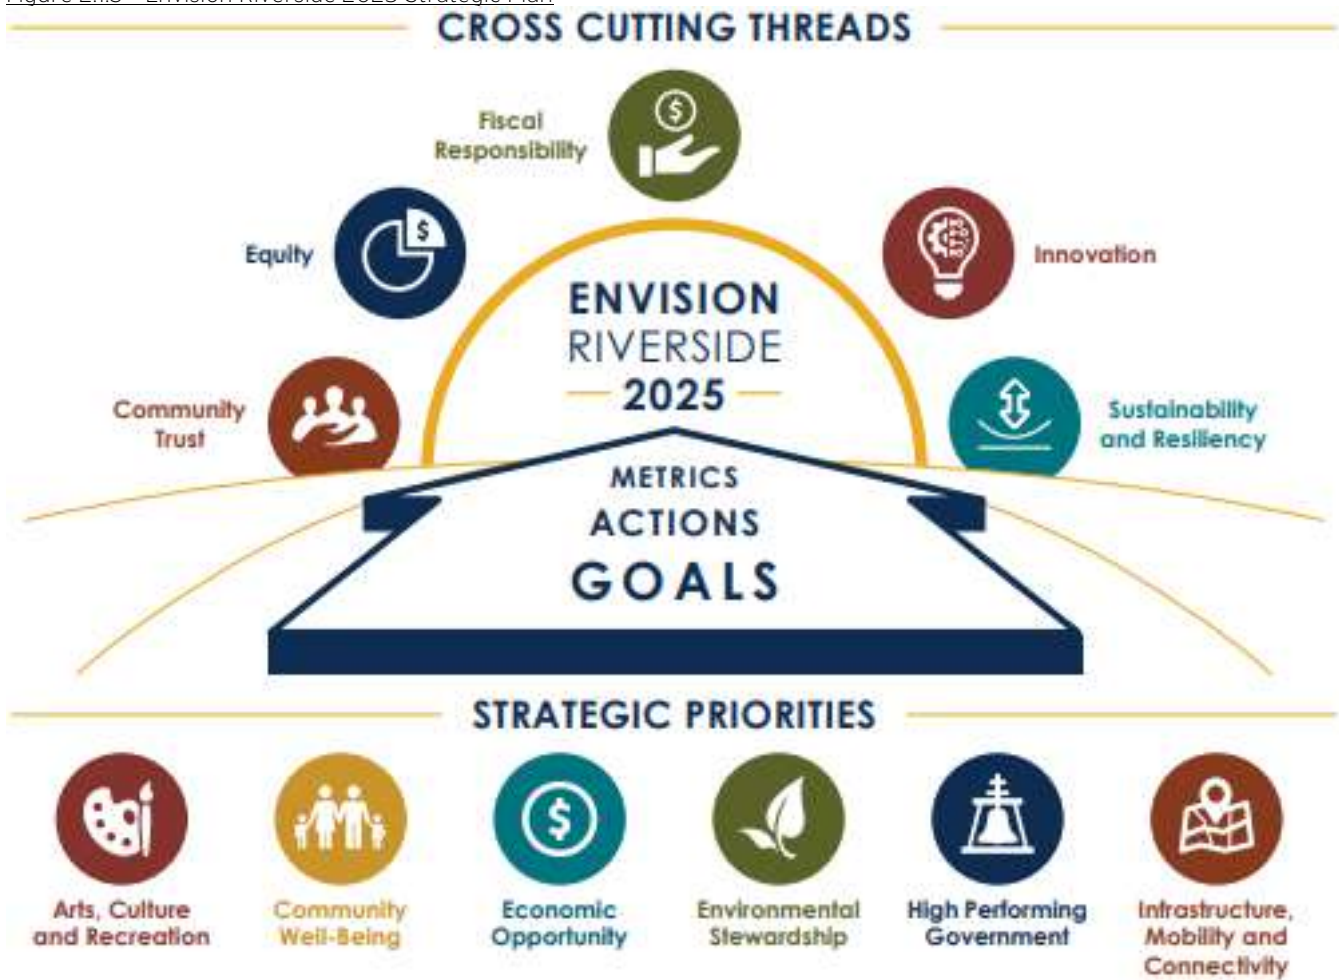 CROSS CUTTING THREADS
Fiscal
Responsibility
Equity
Innovation
ENVISION
RIVERSIDE
2025
Community
Trust
Sustainability
and Resiliency
METRICS
ACTIONS
GOALS
STRATEGIC PRIORITIES
Arts, Culture
and Recreation
Community
Well-Being
Economic
Opportunity
Environmental
Stewardship
High Performing
Government
Infrastructure,
Mobility and
Connectivity